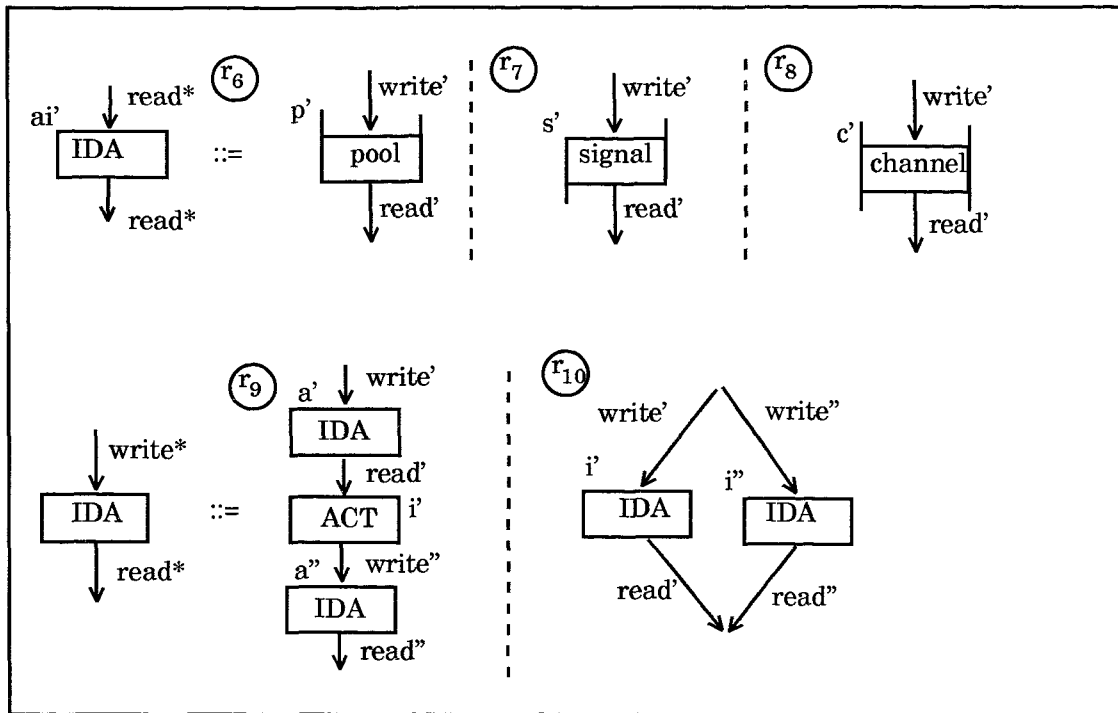 r6
r7
r8
read*
ai'
IDA
read*
::=
write'
p'
pool
read'
write'
s'
signal
read'
write'
c'
channel
read'
r9
r10
write*
IDA
read*
::=
write'
a'
IDA
read'
ACT
i'
write"
a"
IDA
read"
write'
write"
i'
IDA
i"
IDA
read'
read"